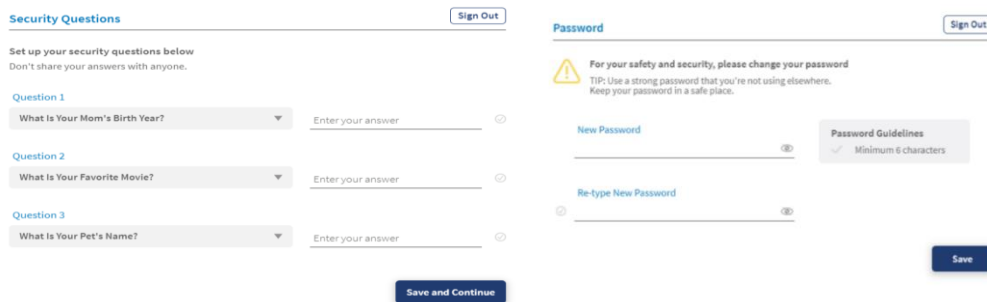 Security Questions
Sign Out
Set up your security questions below
Don't share your answers with anyone.
Question 1
What Is Your Mom's Birth Year?
Enter your answer
Question 2
What Is Your Favorite Movie?
Enter your answer
Question 3
What Is Your Pet's Name?
Enter your answer
Save and Continue
Password
Sign Out
For your safety and security, please change your password
TIP: Use a strong password that you're not using elsewhere.
Keep your password in a safe place.
New Password
Password Guidelines
Minimum 6 characters
Re-type New Password
Save